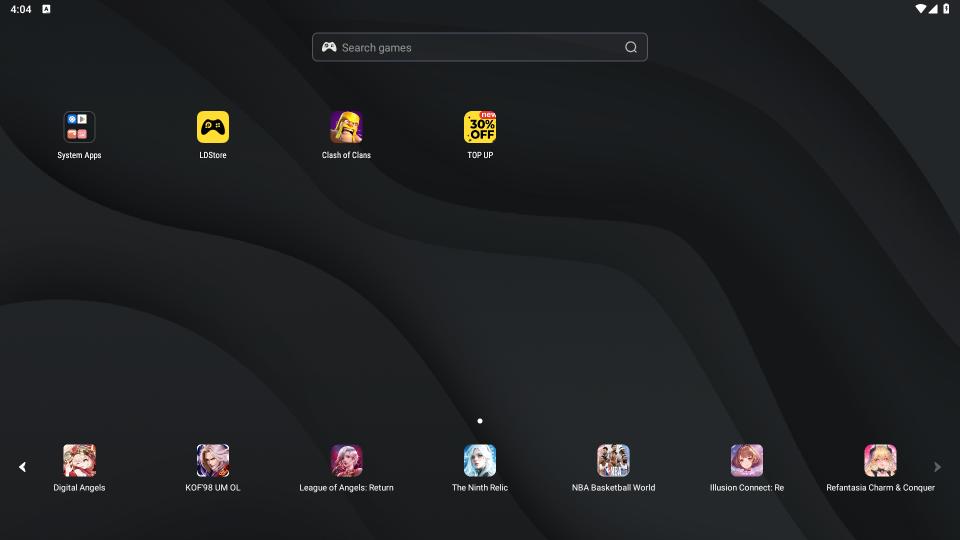 4:04
A
Search games
new
30%
OFF
System Apps
LDStore
Clash of Clans
TOP UP
Digital Angels
KOF'98 UM OL
League of Angels: Return
The Ninth Relic
NBA Basketball World
Illusion Connect: Re
Refantasia Charm & Conquer